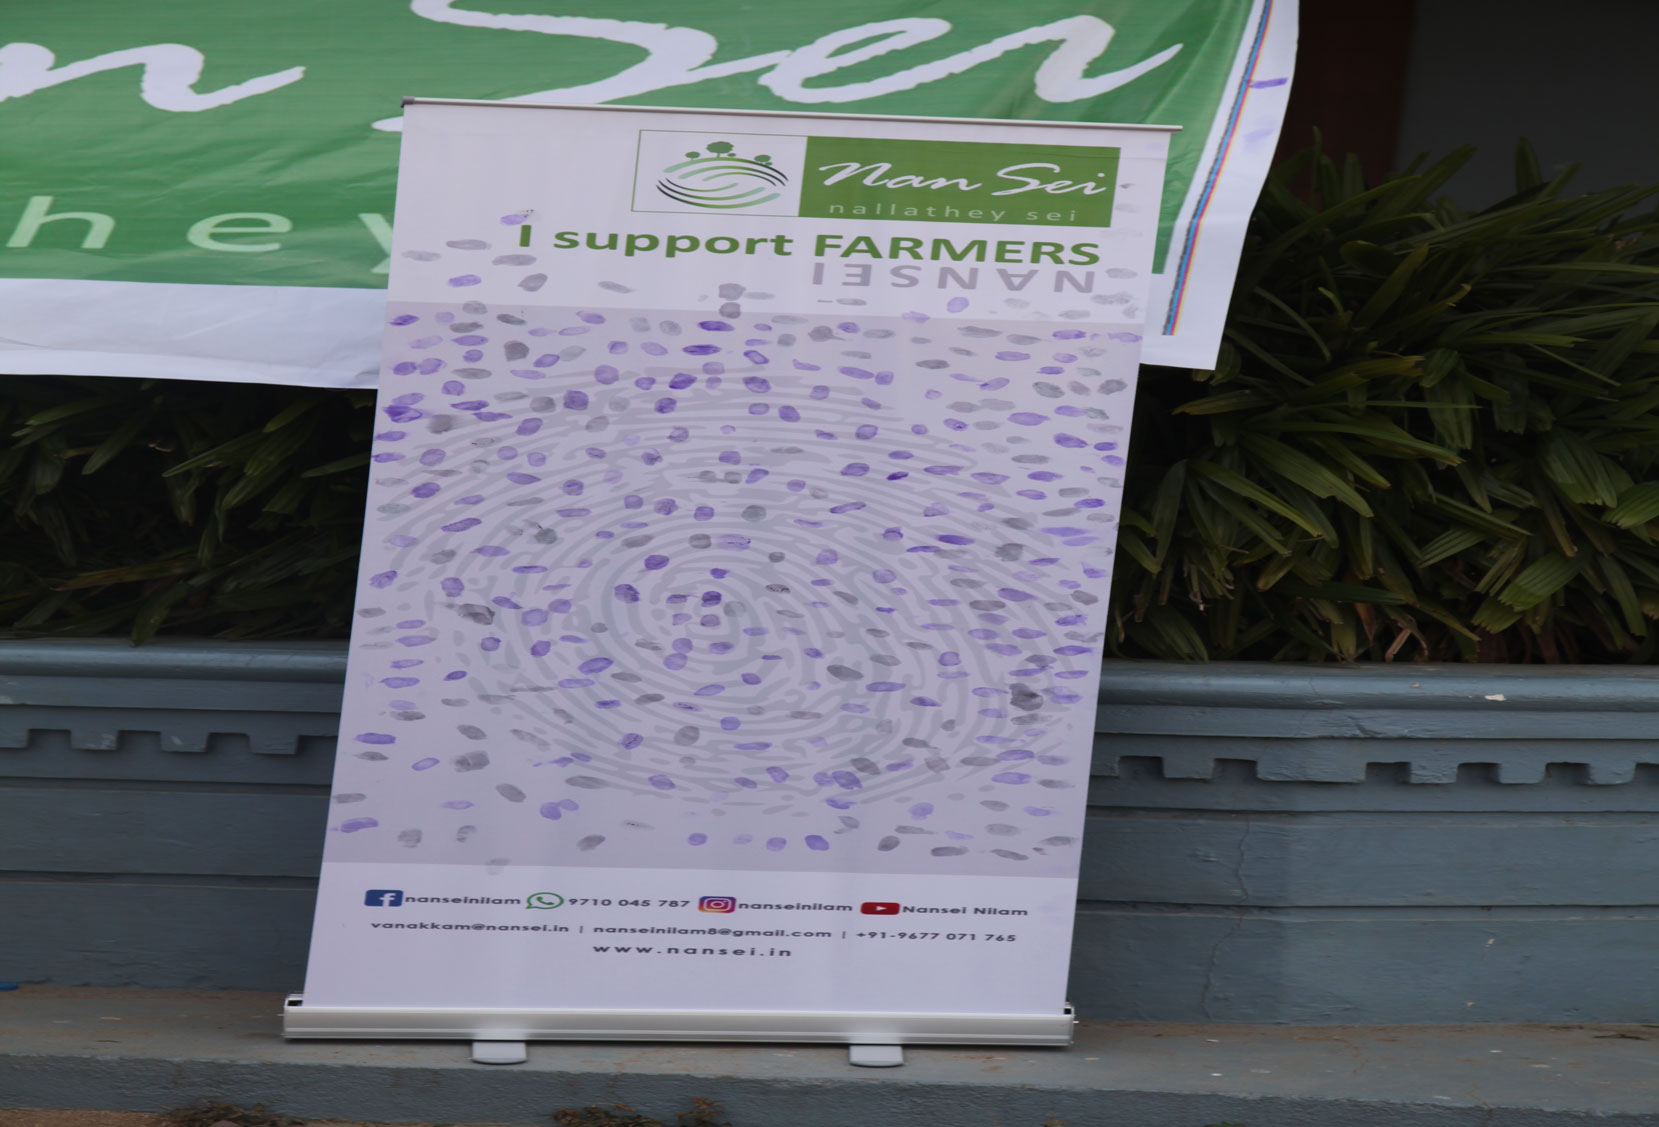 n Sei
they
Nan Sei
nallathey sei
I support FARMERS
NANSEI
nanseinilam 9710 045 787 nanseinilam Nansei Nilam
vanakkam@nansei.in | nanseinilam8@gmail.com | +91-9677 071 765
www.nansei.in